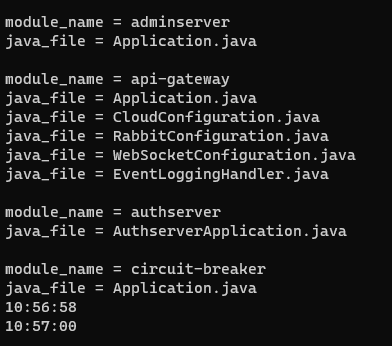 module_name = adminserver
java_file = Application.java
module_name = api-gateway
java_file = Application.java
java_file = CloudConfiguration.java
java_file = RabbitConfiguration.java
java_file = WebSocketConfiguration.java
java_file = EventLoggingHandler.java
module_name = authserver
java_file = AuthserverApplication.java
module_name = circuit-breaker
java_file = Application.java
10:56:58
10:57:00